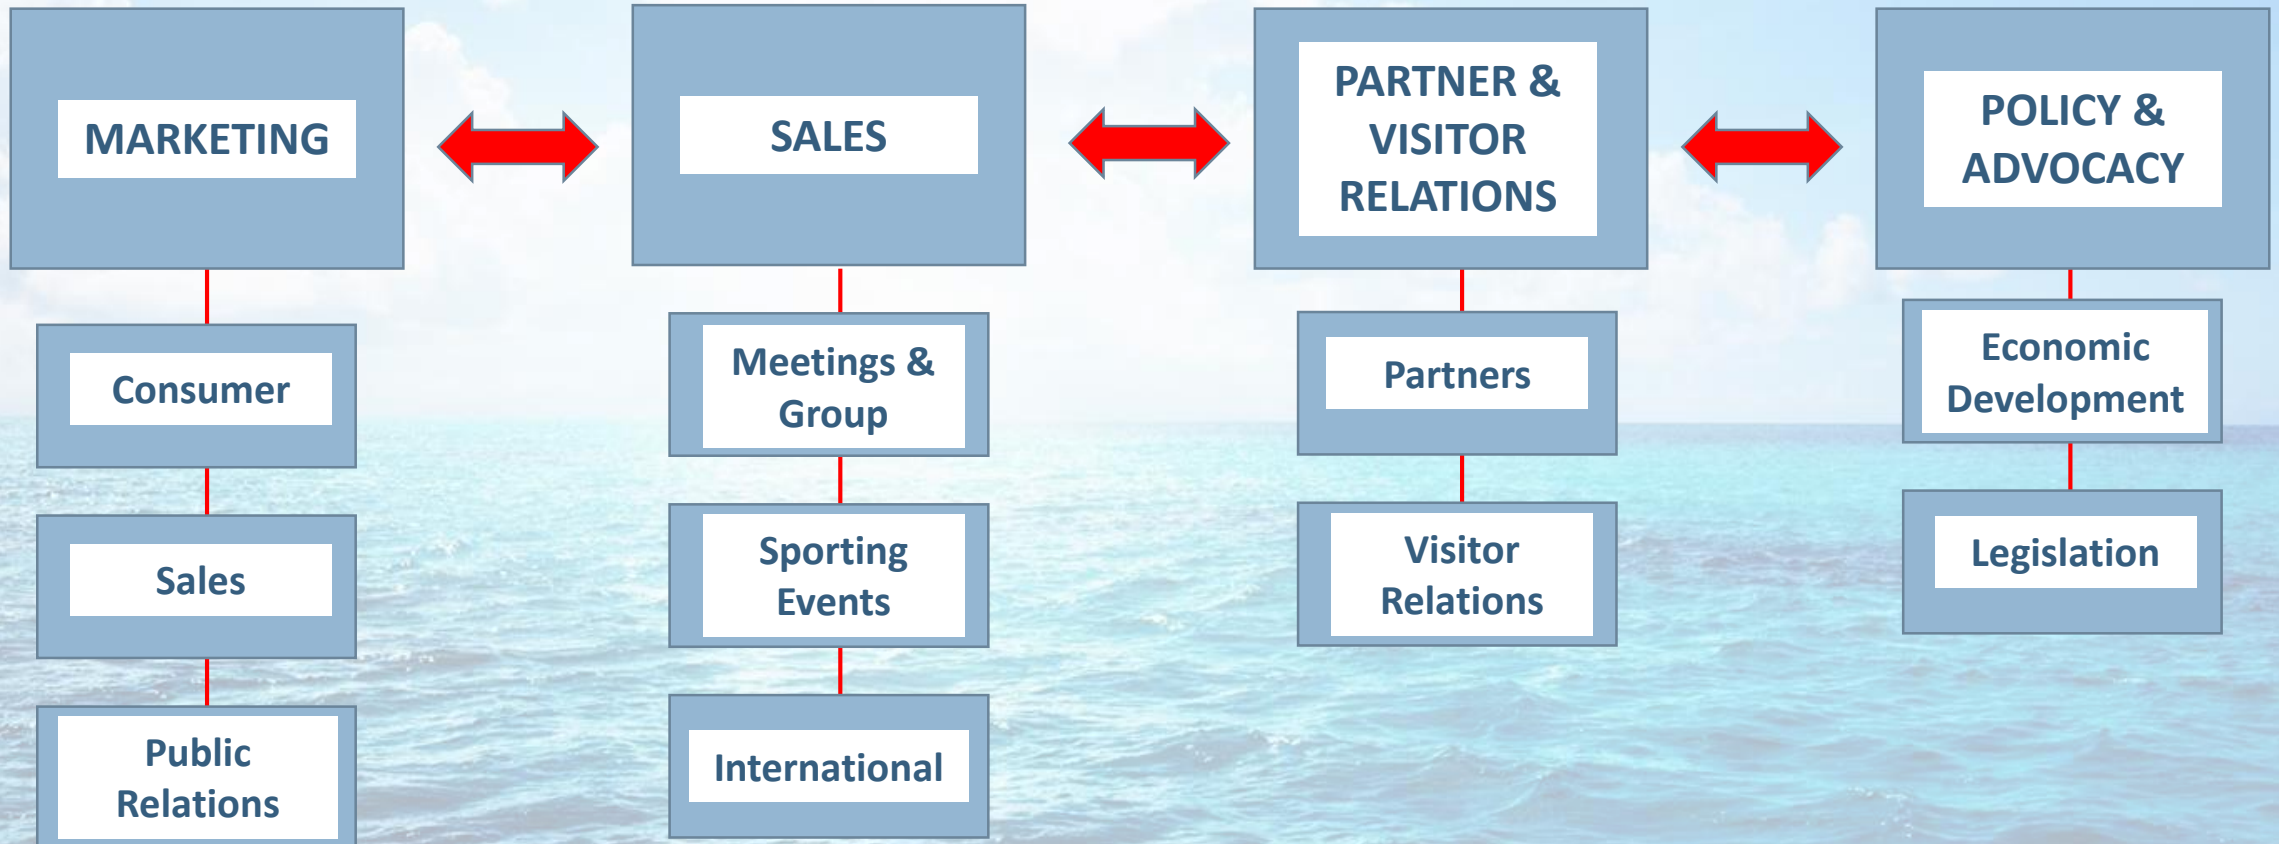 MARKETING
SALES
PARTNER &
VISITOR
RELATIONS
POLICY &
ADVOCACY
Consumer
Sales
Public
Relations
Meetings &
Group
Sporting
Events
International
Partners
Visitor
Relations
Economic
Development
Legislation